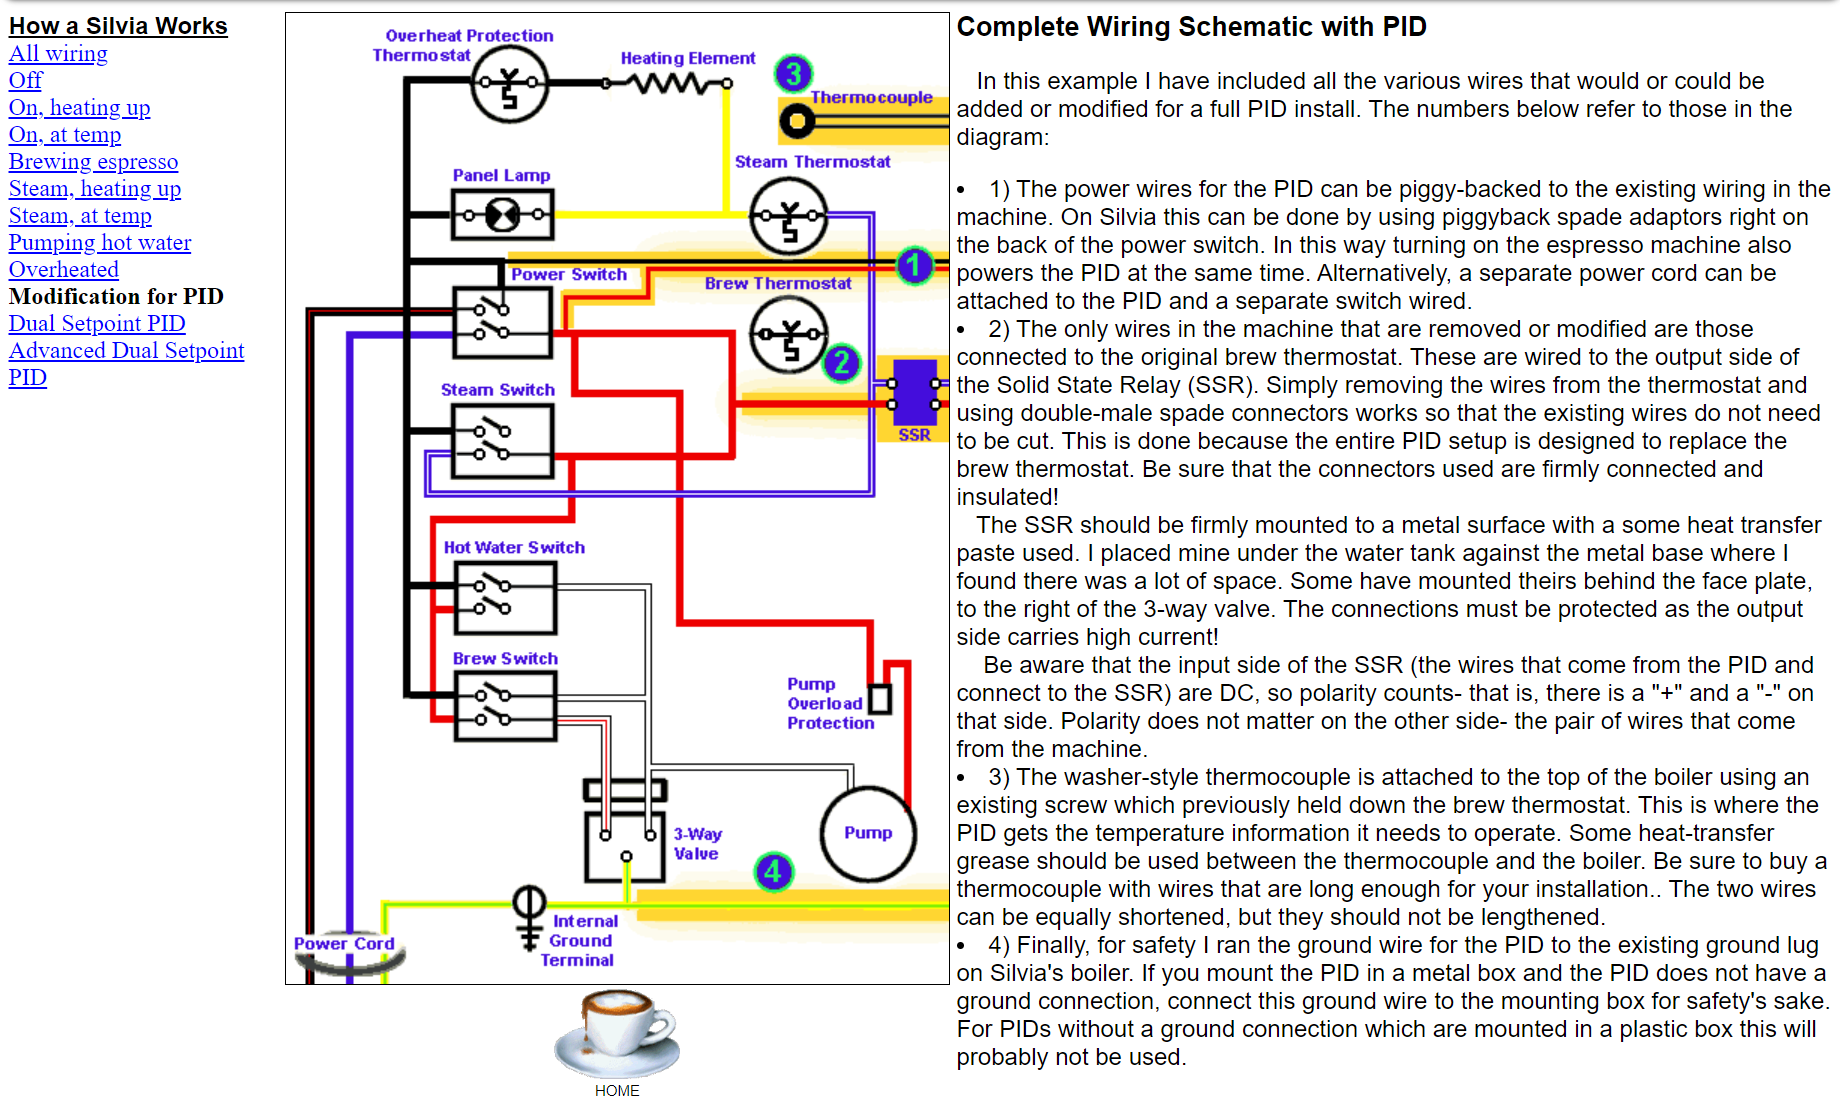 How a Silvia Works
All wiring
Off
On, heating up
On, at temp
Brewing espresso
Steam, heating up
Steam, at temp
Pumping hot water
Overheated
Modification for PID
Dual Setpoint PID
Advanced Dual Setpoint
PID
Overheat Protection
Thermostat
Heating Element
3
Thermocouple
Steam Thermostat
Panel Lamp
1
Power Switch
Brew Thermostat
2
Steam Switch
SSR
Hot Water Switch
Brew Switch
Pump
Overload
Protection
3-Way
Valve
Pump
4
Internal
Ground
Terminal
Power Cord
HOME
Complete Wiring Schematic with PID
In this example I have included all the various wires that would or could be
added or modified for a full PID install. The numbers below refer to those in the
diagram:
• 1) The power wires for the PID can be piggy-backed to the existing wiring in the
machine. On Silvia this can be done by using piggyback spade adaptors right on
the back of the power switch. In this way turning on the espresso machine also
powers the PID at the same time. Alternatively, a separate power cord can be
attached to the PID and a separate switch wired.
• 2) The only wires in the machine that are removed or modified are those
connected to the original brew thermostat. These are wired to the output side of
the Solid State Relay (SSR). Simply removing the wires from the thermostat and
using double-male spade connectors works so that the existing wires do not need
to be cut. This is done because the entire PID setup is designed to replace the
brew thermostat. Be sure that the connectors used are firmly connected and
insulated!
The SSR should be firmly mounted to a metal surface with a some heat transfer
paste used. I placed mine under the water tank against the metal base where I
found there was a lot of space. Some have mounted theirs behind the face plate,
to the right of the 3-way valve. The connections must be protected as the output
side carries high current!
Be aware that the input side of the SSR (the wires that come from the PID and
connect to the SSR) are DC, so polarity counts- that is, there is a "+" and a "-" on
that side. Polarity does not matter on the other side- the pair of wires that come
from the machine.
• 3) The washer-style thermocouple is attached to the top of the boiler using an
existing screw which previously held down the brew thermostat. This is where the
PID gets the temperature information it needs to operate. Some heat-transfer
grease should be used between the thermocouple and the boiler. Be sure to buy a
thermocouple with wires that are long enough for your installation.. The two wires
can be equally shortened, but they should not be lengthened.
• 4) Finally, for safety I ran the ground wire for the PID to the existing ground lug
on Silvia's boiler. If you mount the PID in a metal box and the PID does not have a
ground connection, connect this ground wire to the mounting box for safety's sake.
For PIDs without a ground connection which are mounted in a plastic box this will
probably not be used.